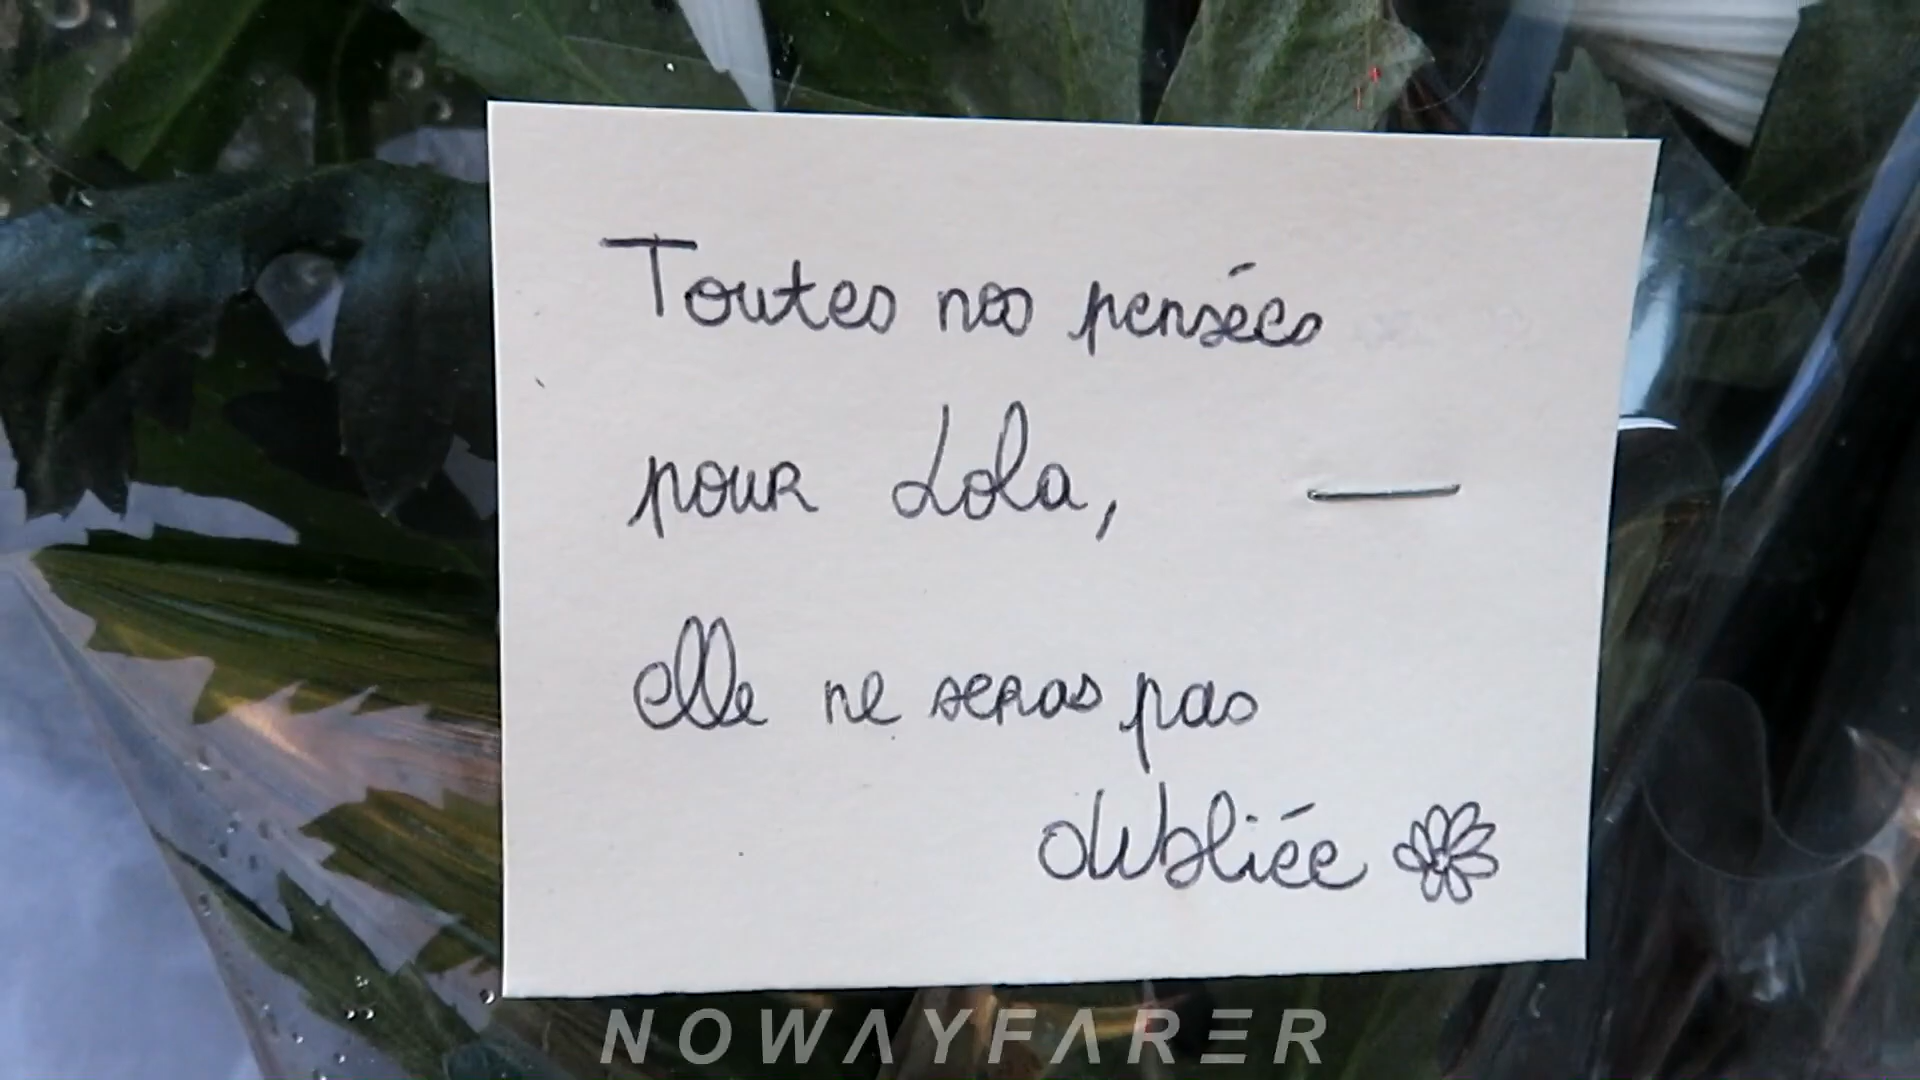 Toutes nos pensées
pour Lola,
elle ne seras pas
oubliée
NOWAYFARER